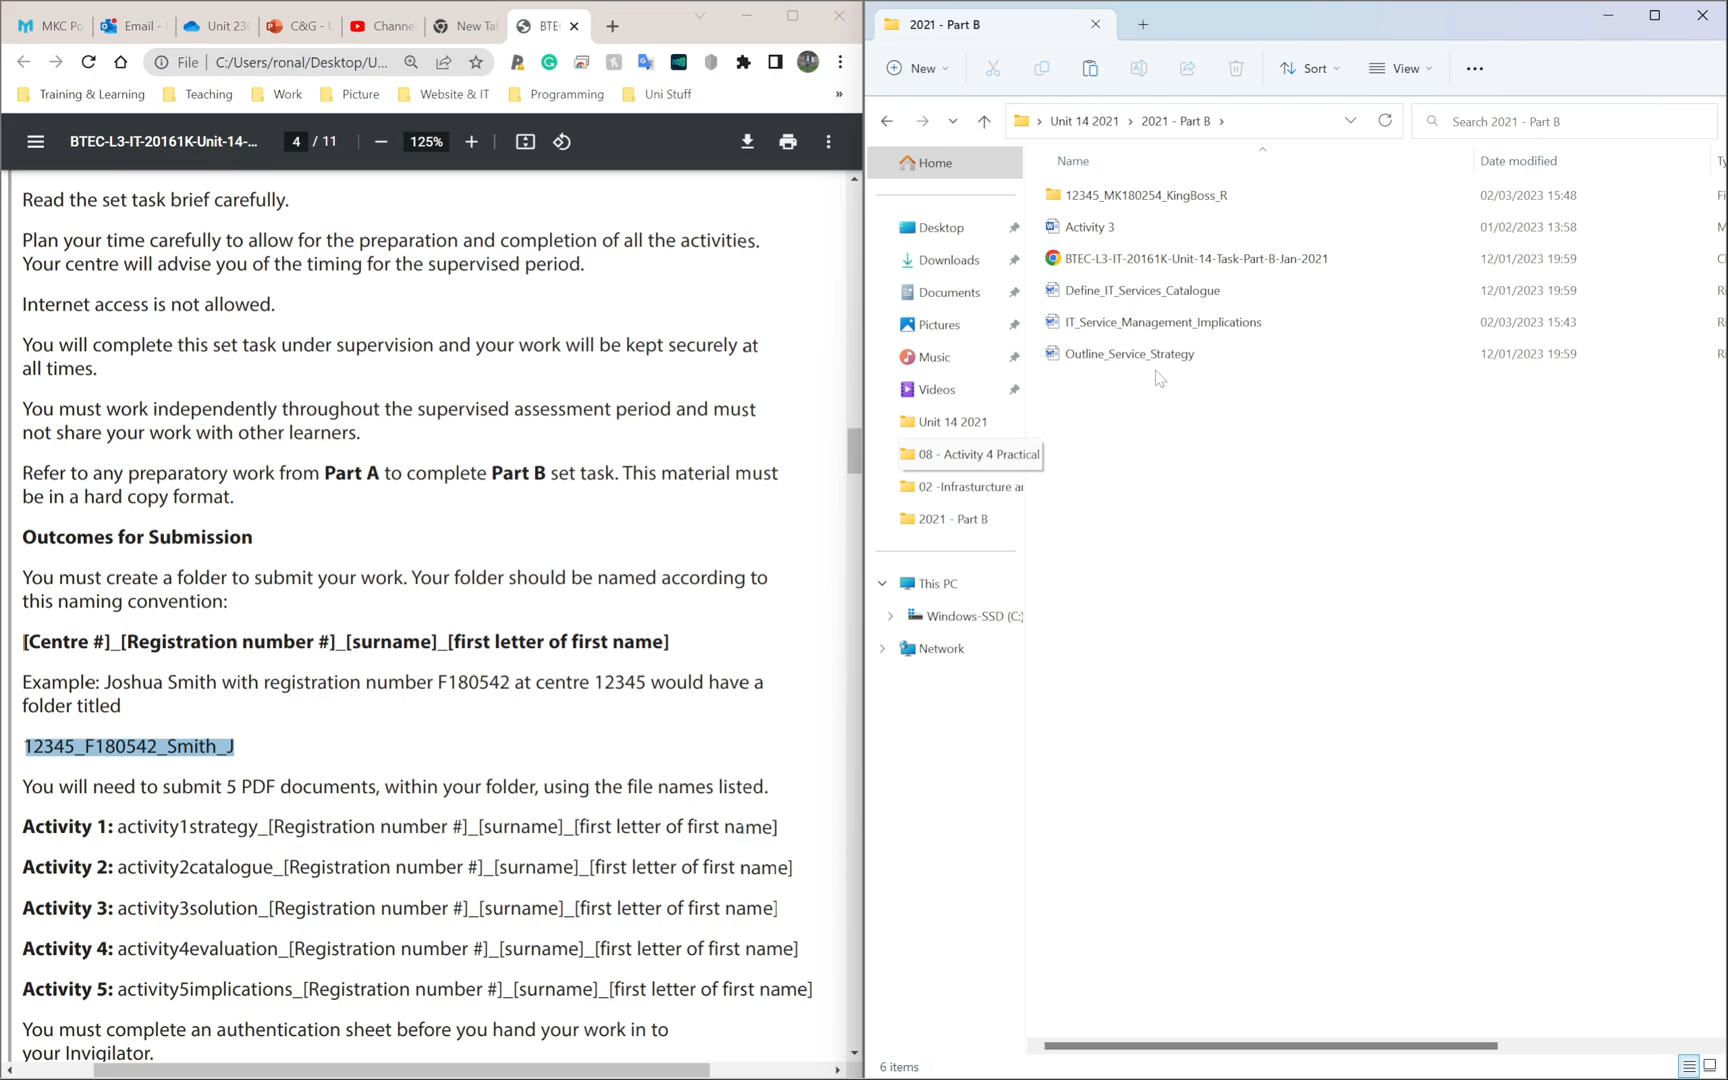 MKC Po
Email -
Unit 23
C&G - U
Channe
New Tab
BTE
File
C:/Users/ronal/Desktop/U...
Training & Learning
Teaching
Work
Picture
Website & IT
Programming
Uni Stuff
»
BTEC-L3-IT-20161K-Unit-14-...
4 / 11
125%
Read the set task brief carefully.
Plan your time carefully to allow for the preparation and completion of all the activities.
Your centre will advise you of the timing for the supervised period.
Internet access is not allowed.
You will complete this set task under supervision and your work will be kept securely at
all times.
You must work independently throughout the supervised assessment period and must
not share your work with other learners.
Refer to any preparatory work from Part A to complete Part B set task. This material must
be in a hard copy format.
Outcomes for Submission
You must create a folder to submit your work. Your folder should be named according to
this naming convention:
[Centre #]_[Registration number #]_[surname]_[first letter of first name]
Example: Joshua Smith with registration number F180542 at centre 12345 would have a
folder titled
12345_F180542_Smith_J
You will need to submit 5 PDF documents, within your folder, using the file names listed.
Activity 1: activity1strategy_[Registration number #]_[surname]_[first letter of first name]
Activity 2: activity2catalogue_[Registration number #]_[surname]_[first letter of first name]
Activity 3: activity3solution_[Registration number #]_[surname]_[first letter of first name]
Activity 4: activity4evaluation_[Registration number #]_[surname]_[first letter of first name]
Activity 5: activity5implications_[Registration number #]_[surname]_[first letter of first name]
You must complete an authentication sheet before you hand your work in to
your Invigilator.
2021 - Part B
New
Sort
View
Unit 14 2021 › 2021 - Part B ›
Search 2021 - Part B
Home
Desktop
Downloads
Documents
Pictures
Music
Videos
Unit 14 2021
08 - Activity 4 Practical
02 -Infrasturcture ar
2021 - Part B
This PC
Windows-SSD (C:)
Network
Name Date modified Ty
12345_MK180254_KingBoss_R 02/03/2023 15:48 Fi
Activity 3 01/02/2023 13:58 M
BTEC-L3-IT-20161K-Unit-14-Task-Part-B-Jan-2021 12/01/2023 19:59 C
Define_IT_Services_Catalogue 12/01/2023 19:59 Ri
IT_Service_Management_Implications 02/03/2023 15:43 Ri
Outline_Service_Strategy 12/01/2023 19:59 Ri
6 items